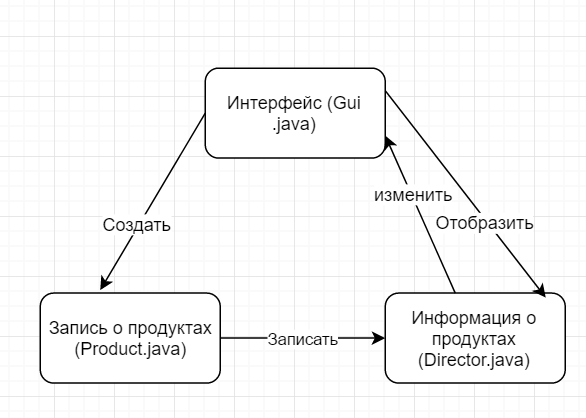 Интерфейс (Gui
.java)
изменить
Создать
Отобразить
Запись о продуктах
(Product.java)
Записать
Информация о
продуктах
(Director.java)